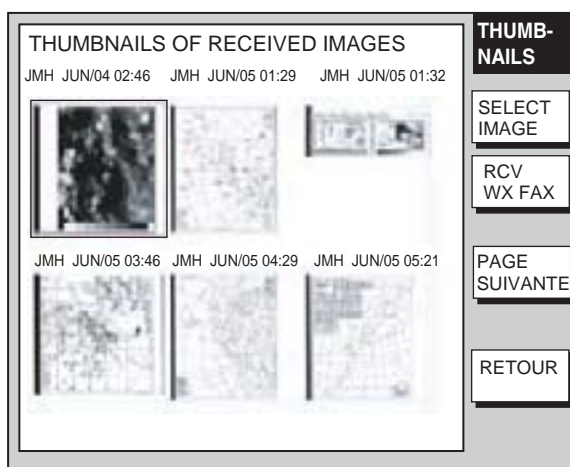 THUMBNAILS OF RECEIVED IMAGES
JMH JUN/04 02:46 JMH JUN/05 01:29 JMH JUN/05 01:32
JMH JUN/05 03:46 JMH JUN/05 04:29 JMH JUN/05 05:21
THUMB-
NAILS
SELECT
IMAGE
RCV
WX FAX
PAGE
SUIVANTE
RETOUR